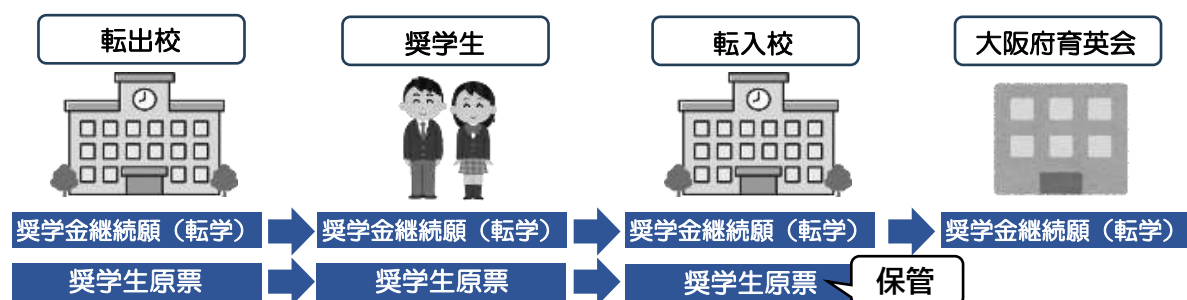 転出校
奨学生
転入校
大阪府育英会
奨学金継続願（転学）
奨学金継続願（転学）
奨学金継続願（転学）
奨学金継続願（転学）
奨学生原票
奨学生原票
奨学生原票
保管